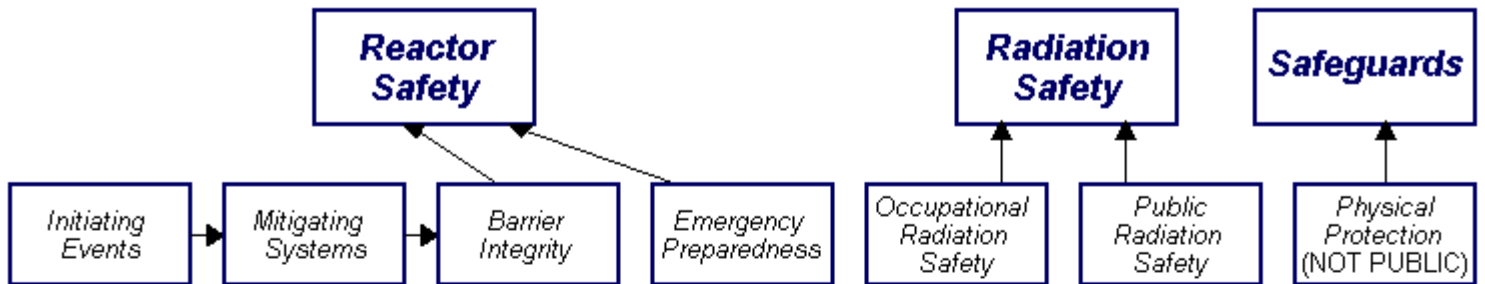 Reactor
Safety
Radiation
Safety
Safeguards
Initiating
Events
Mitigating
Systems
Barrier
Integrity
Emergency
Preparedness
Occupational
Radiation
Safety
Public
Radiation
Safety
Physical
Protection
(NOT PUBLIC)